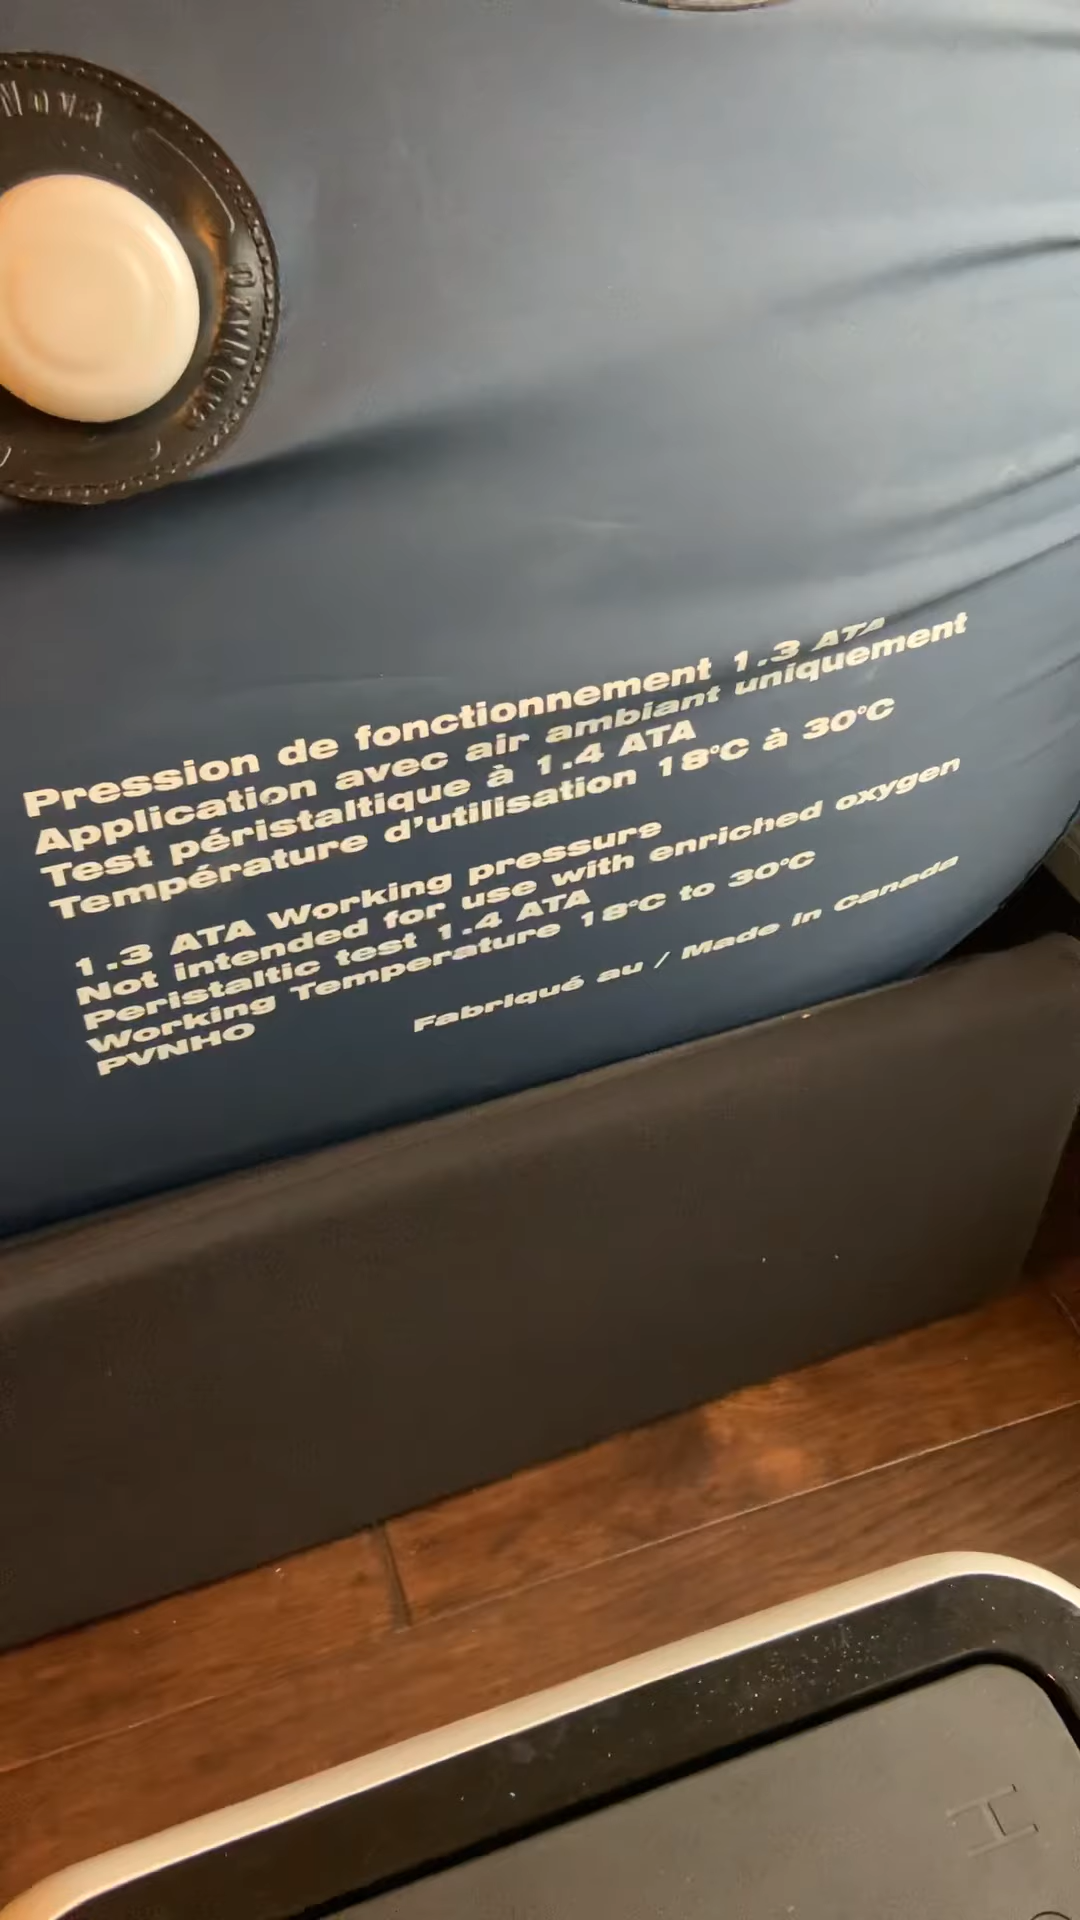 Nova
OXYNOVA
Pression de fonctionnement 1.3 ATA
Application avec air ambiant uniquement
Test péristaltique à 1.4 ATA
Température d'utilisation 18°C à 30°C
1.3 ATA Working pressure
Not intended for use with enriched oxygen
Peristaltic test 1.4 ATA
Working Temperature 18°C to 30°C
PVNHO
Fabriqué au / Made in Canada
H